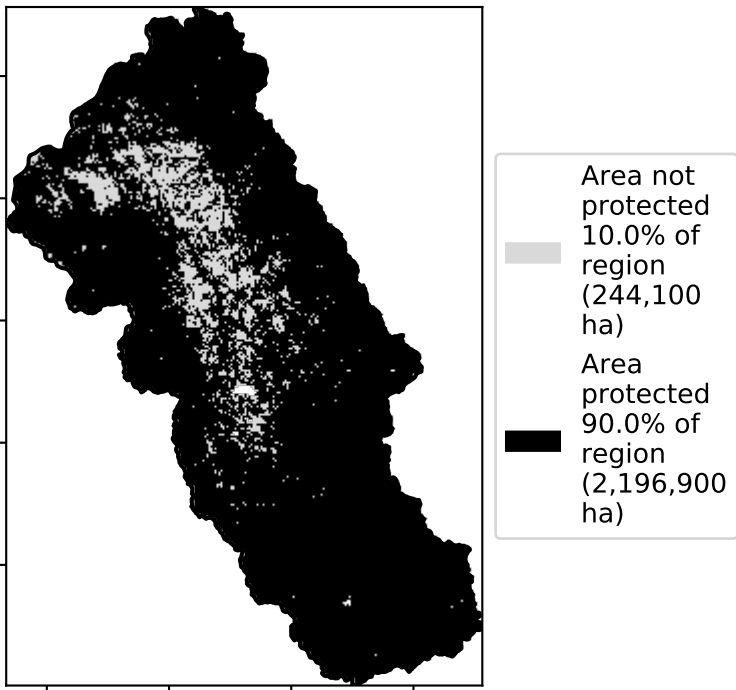 Area not
protected
10.0% of
region
(244,100
ha)
Area
protected
90.0% of
region
(2,196,900
ha)